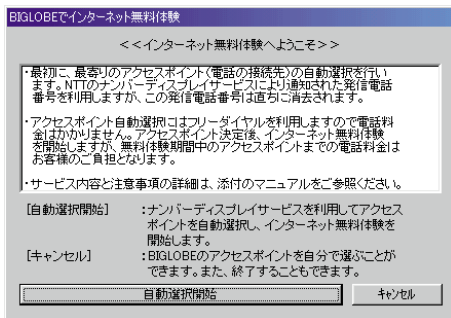 BIGLOBEでインターネット無料体験
<<インターネット無料体験へようこそ>>
・最初に、最寄りのアクセスポイント(電話の接続先)の自動選択を行い
ます。NTTのナンバーディスプレイサービスにより通知された発信電話
番号を利用しますが、この発信電話番号は直ちに消去されます。
・アクセスポイント自動選択にはフリーダイヤルを利用しますので電話料
金はかかりません。アクセスポイント決定後、インターネット無料体験
を開始しますが、無料体験期間中のアクセスポイントまでの電話料金は
お客様のご負担となります。
・サービス内容と注意事項の詳細は、添付のマニュアルをご参照ください。
[自動選択開始] :ナンバーディスプレイサービスを利用してアクセス
ポイントを自動選択し、インターネット無料体験を
開始します。
[キャンセル] :BIGLOBEのアクセスポイントを自分で選ぶことが
できます。また、終了することもできます。
自動選択開始 キャンセル